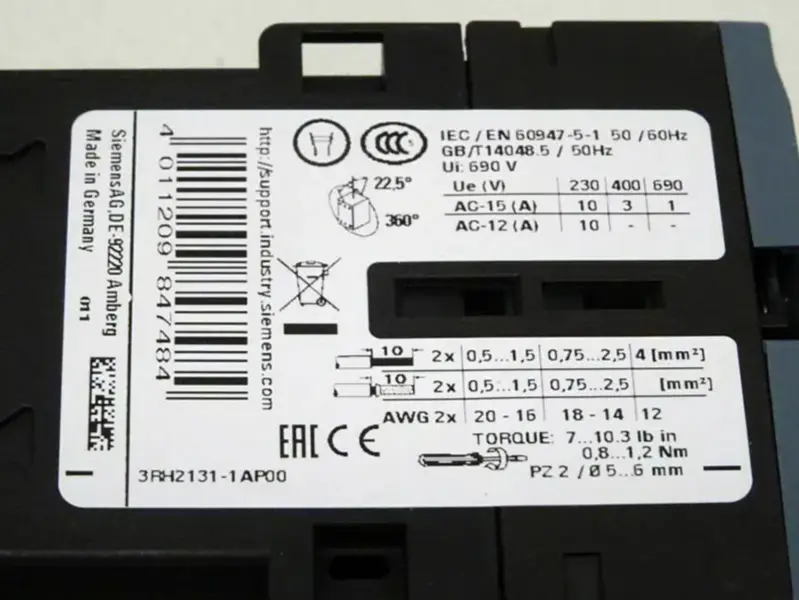 Siemens AG, DE-92220 Amberg
Made in Germany
011
4 011209 847484
http://support.industry.siemens.com
CCC S
IEC / EN 60947-5-1 50 / 60Hz
GB/T14048.5 / 50Hz
Ui: 690 V
Ue (V) 230 400 690
AC-15 (A) 10 3 1
AC-12 (A) 10 - -
22,5°
360°
10 2x 0,5...1,5 0,75...2,5 4 [mm²]
10 2x 0,5...1,5 0,75...2,5 [mm²]
AWG 2x 20 - 16 18 - 14 12
TORQUE: 7...10.3 lb in
0,8...1,2 Nm
PZ 2 / Ø 5...6 mm
EAC CE
3RH2131-1AP00